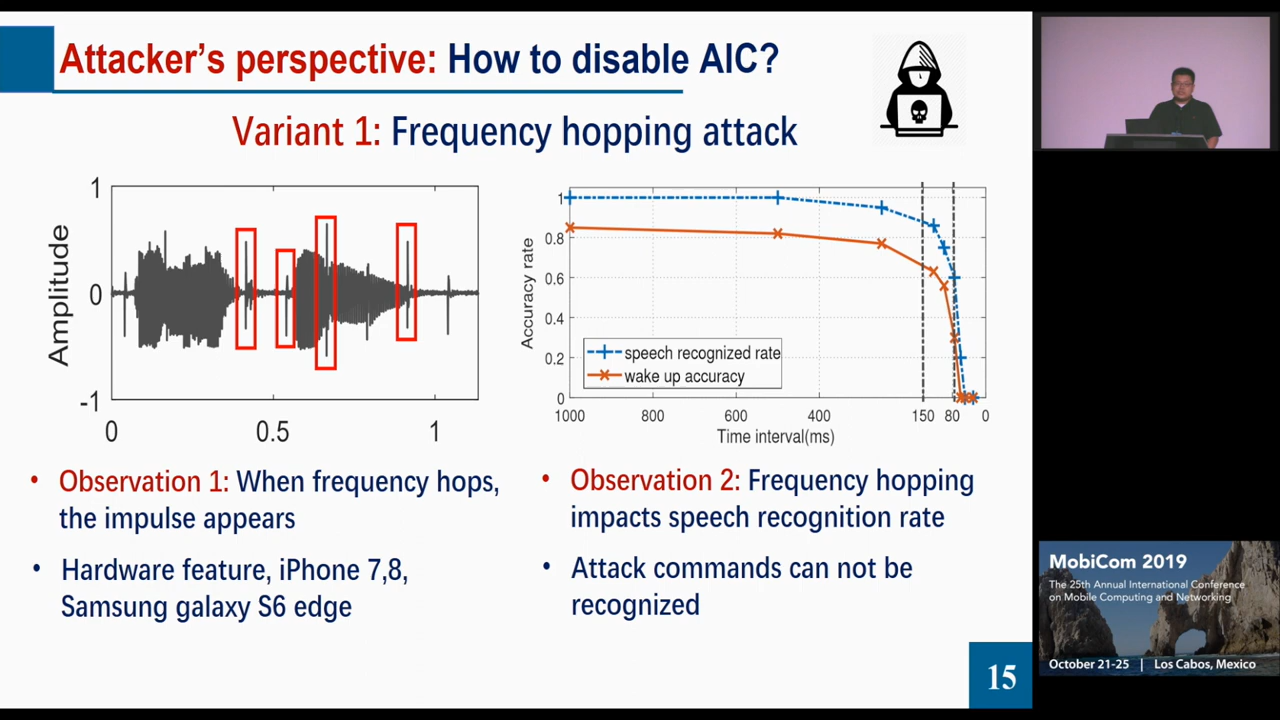 Attacker's perspective: How to disable AIC?
Variant 1: Frequency hopping attack
Amplitude
1
0
-1
0
0.5
1
Accuracy rate
1
0.8
0.6
0.4
0.2
0
speech recognized rate
wake up accuracy
1000
800
600
400
150
80
0
Time interval(ms)
• Observation 1: When frequency hops,
the impulse appears
• Hardware feature, iPhone 7,8,
Samsung galaxy S6 edge
• Observation 2: Frequency hopping
impacts speech recognition rate
• Attack commands can not be
recognized
15
MobiCom 2019
The 25th Annual International Conference
on Mobile Computing and Networking
October 21-25 | Los Cabos, Mexico